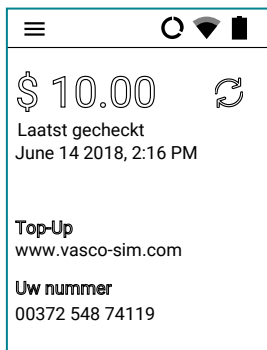 $ 10.00
Laatst gecheckt
June 14 2018, 2:16 PM
Top-Up
www.vasco-sim.com
Uw nummer
00372 548 74119